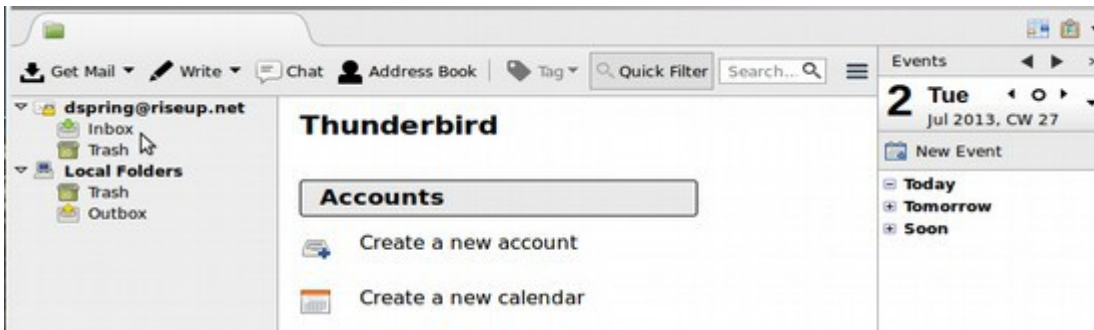 Get Mail Write Chat Address Book Tag Quick Filter Search...
dspring@riseup.net
Inbox
Trash
Local Folders
Trash
Outbox
Thunderbird
Accounts
Create a new account
Create a new calendar
Events
2 Tue
Jul 2013, CW 27
New Event
Today
Tomorrow
Soon